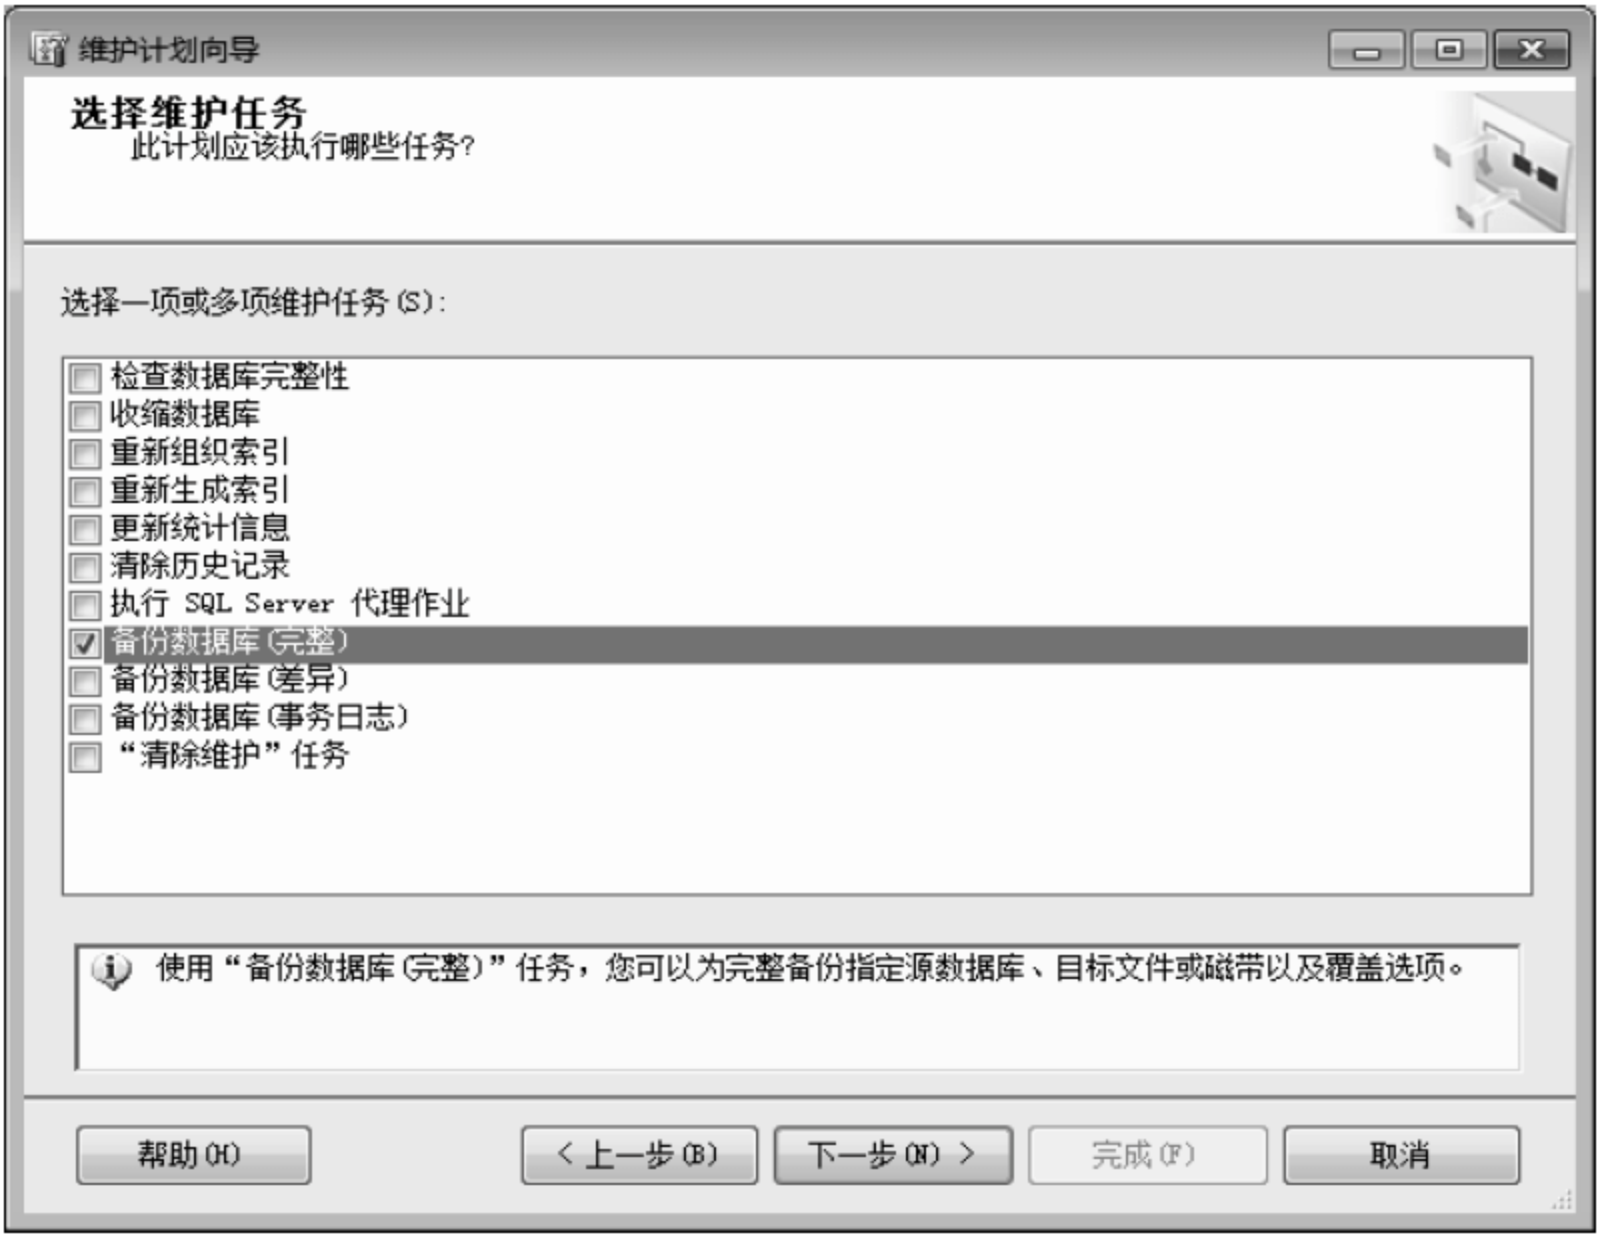 维护计划向导
选择维护任务
此计划应该执行哪些任务?
选择一项或多项维护任务(S):
检查数据库完整性
收缩数据库
重新组织索引
重新生成索引
更新统计信息
清除历史记录
执行 SQL Server 代理作业
备份数据库(完整)
备份数据库(差异)
备份数据库(事务日志)
“清除维护”任务
使用“备份数据库(完整)”任务，您可以为完整备份指定源数据库、目标文件或磁带以及覆盖选项。
帮助(H)
< 上一步(B)
下一步(N) >
完成(F)
取消